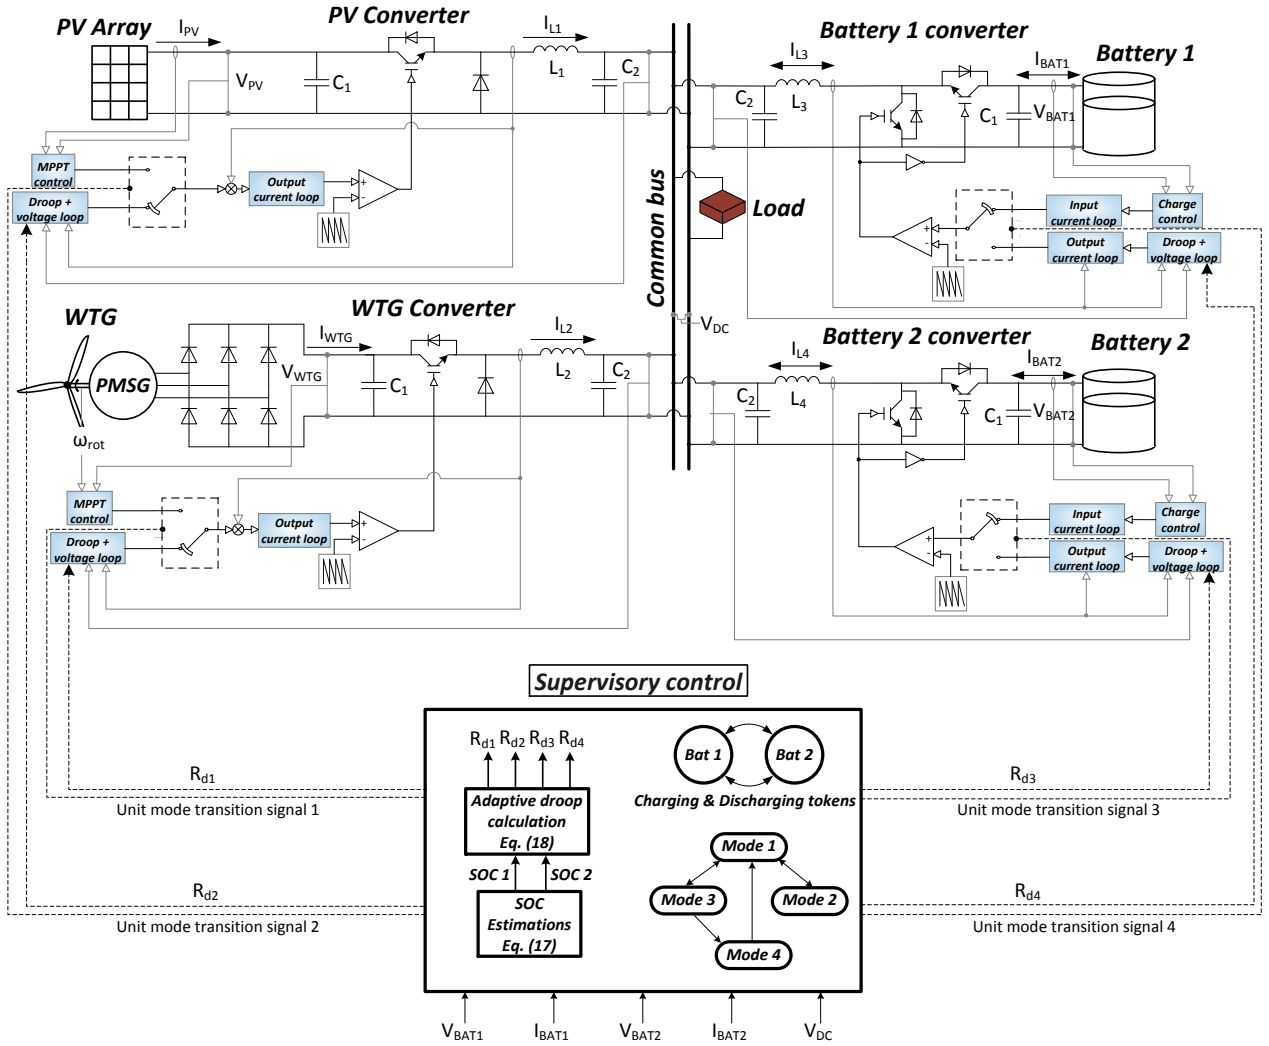 PV Array
I_PV
PV Converter
I_L1
L_1
C_1
C_2
V_PV
MPPT
control
Droop +
voltage loop
Output
current loop
+
-
Common bus
Load
V_DC
Battery 1 converter
Battery 1
I_L3
L_3
C_2
I_BAT1
C_1
V_BAT1
Input
current loop
Charge
control
Output
current loop
Droop +
voltage loop
+
-
WTG
PMSG
ω_rot
WTG Converter
I_WTG
V_WTG
I_L2
L_2
C_1
C_2
MPPT
control
Droop +
voltage loop
Output
current loop
+
-
Battery 2 converter
Battery 2
I_L4
L_4
C_2
I_BAT2
C_1
V_BAT2
Input
current loop
Charge
control
Output
current loop
Droop +
voltage loop
+
-
Supervisory control
R_d1 R_d2 R_d3 R_d4
Adaptive droop
calculation
Eq. (18)
SOC 1 SOC 2
SOC
Estimations
Eq. (17)
Bat 1
Bat 2
Charging & Discharging tokens
Mode 1
Mode 3
Mode 2
Mode 4
R_d1
Unit mode transition signal 1
R_d2
Unit mode transition signal 2
R_d3
Unit mode transition signal 3
R_d4
Unit mode transition signal 4
V_BAT1
I_BAT1
V_BAT2
I_BAT2
V_DC